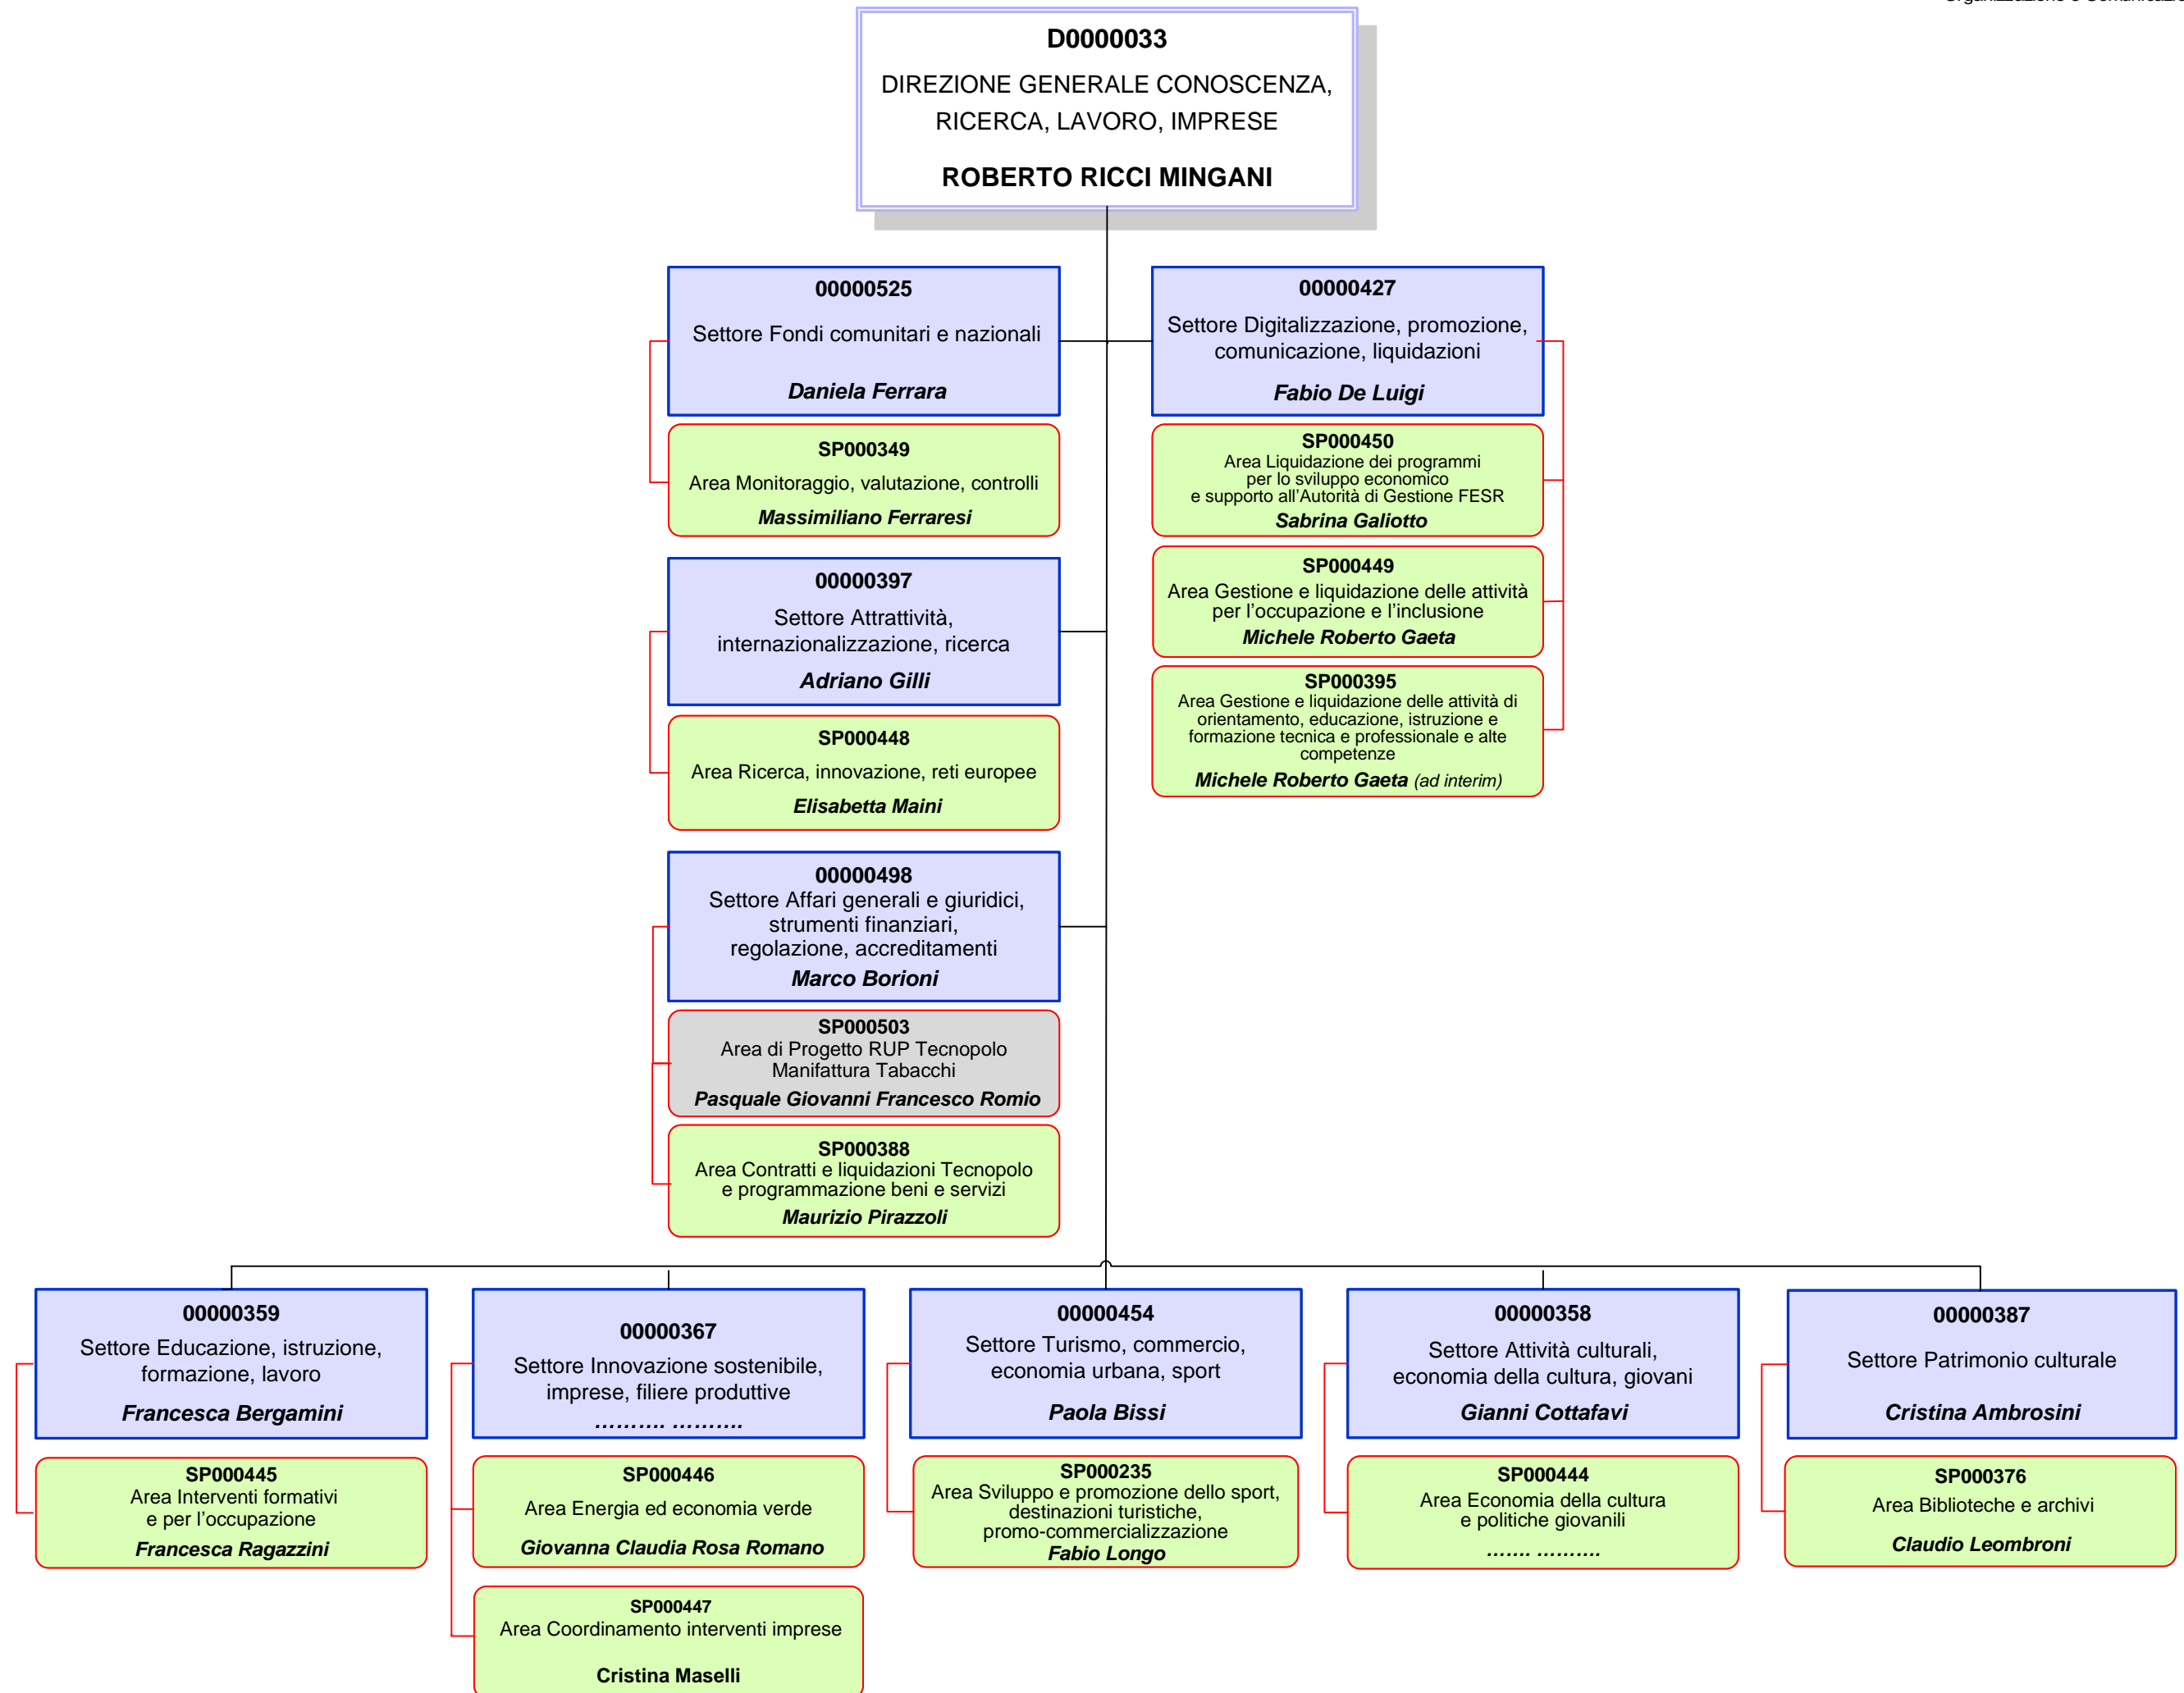 D0000033
DIREZIONE GENERALE CONOSCENZA,
RICERCA, LAVORO, IMPRESE
ROBERTO RICCI MINGANI
00000525
Settore Fondi comunitari e nazionali
Daniela Ferrara
SP000349
Area Monitoraggio, valutazione, controlli
Massimiliano Ferraresi
00000427
Settore Digitalizzazione, promozione,
comunicazione, liquidazioni
Fabio De Luigi
SP000450
Area Liquidazione dei programmi
per lo sviluppo economico
e supporto all'Autorità di Gestione FESR
Sabrina Galiotto
SP000449
Area Gestione e liquidazione delle attività
per l'occupazione e l'inclusione
Michele Roberto Gaeta
SP000395
Area Gestione e liquidazione delle attività di
orientamento, educazione, istruzione e
formazione tecnica e professionale e alte
competenze
Michele Roberto Gaeta (ad interim)
00000397
Settore Attrattività,
internazionalizzazione, ricerca
Adriano Gilli
SP000448
Area Ricerca, innovazione, reti europee
Elisabetta Maini
00000498
Settore Affari generali e giuridici,
strumenti finanziari,
regolazione, accreditamenti
Marco Borioni
SP000503
Area di Progetto RUP Tecnopolo
Manifattura Tabacchi
Pasquale Giovanni Francesco Romio
SP000388
Area Contratti e liquidazioni Tecnopolo
e programmazione beni e servizi
Maurizio Pirazzoli
00000359
Settore Educazione, istruzione,
formazione, lavoro
Francesca Bergamini
SP000445
Area Interventi formativi
e per l'occupazione
Francesca Ragazzini
00000367
Settore Innovazione sostenibile,
imprese, filiere produttive
………. ……….
SP000446
Area Energia ed economia verde
Giovanna Claudia Rosa Romano
SP000447
Area Coordinamento interventi imprese
Cristina Maselli
00000454
Settore Turismo, commercio,
economia urbana, sport
Paola Bissi
SP000235
Area Sviluppo e promozione dello sport,
destinazioni turistiche,
promo-commercializzazione
Fabio Longo
00000358
Settore Attività culturali,
economia della cultura, giovani
Gianni Cottafavi
SP000444
Area Economia della cultura
e politiche giovanili
……. ……….
00000387
Settore Patrimonio culturale
Cristina Ambrosini
SP000376
Area Biblioteche e archivi
Claudio Leombroni